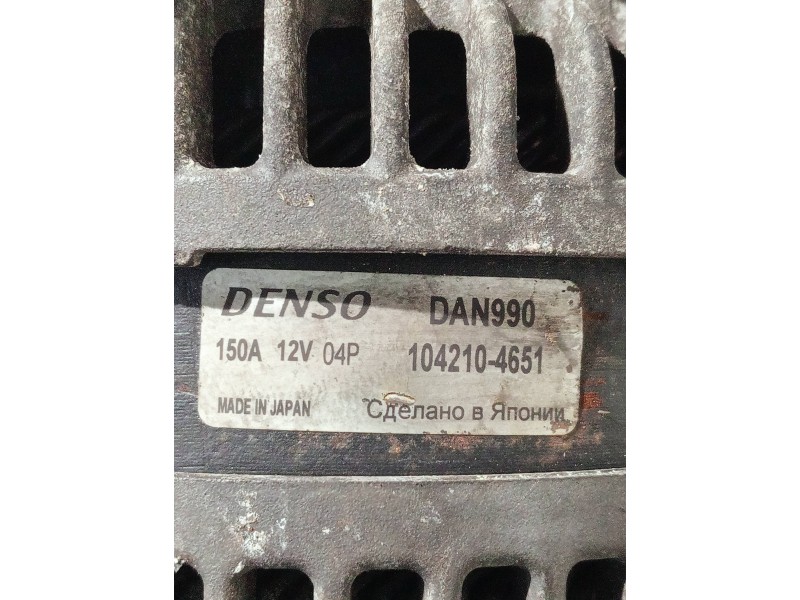 DENSO DAN990
150A 12V 04P 104210-4651
MADE IN JAPAN Сделано в Японии